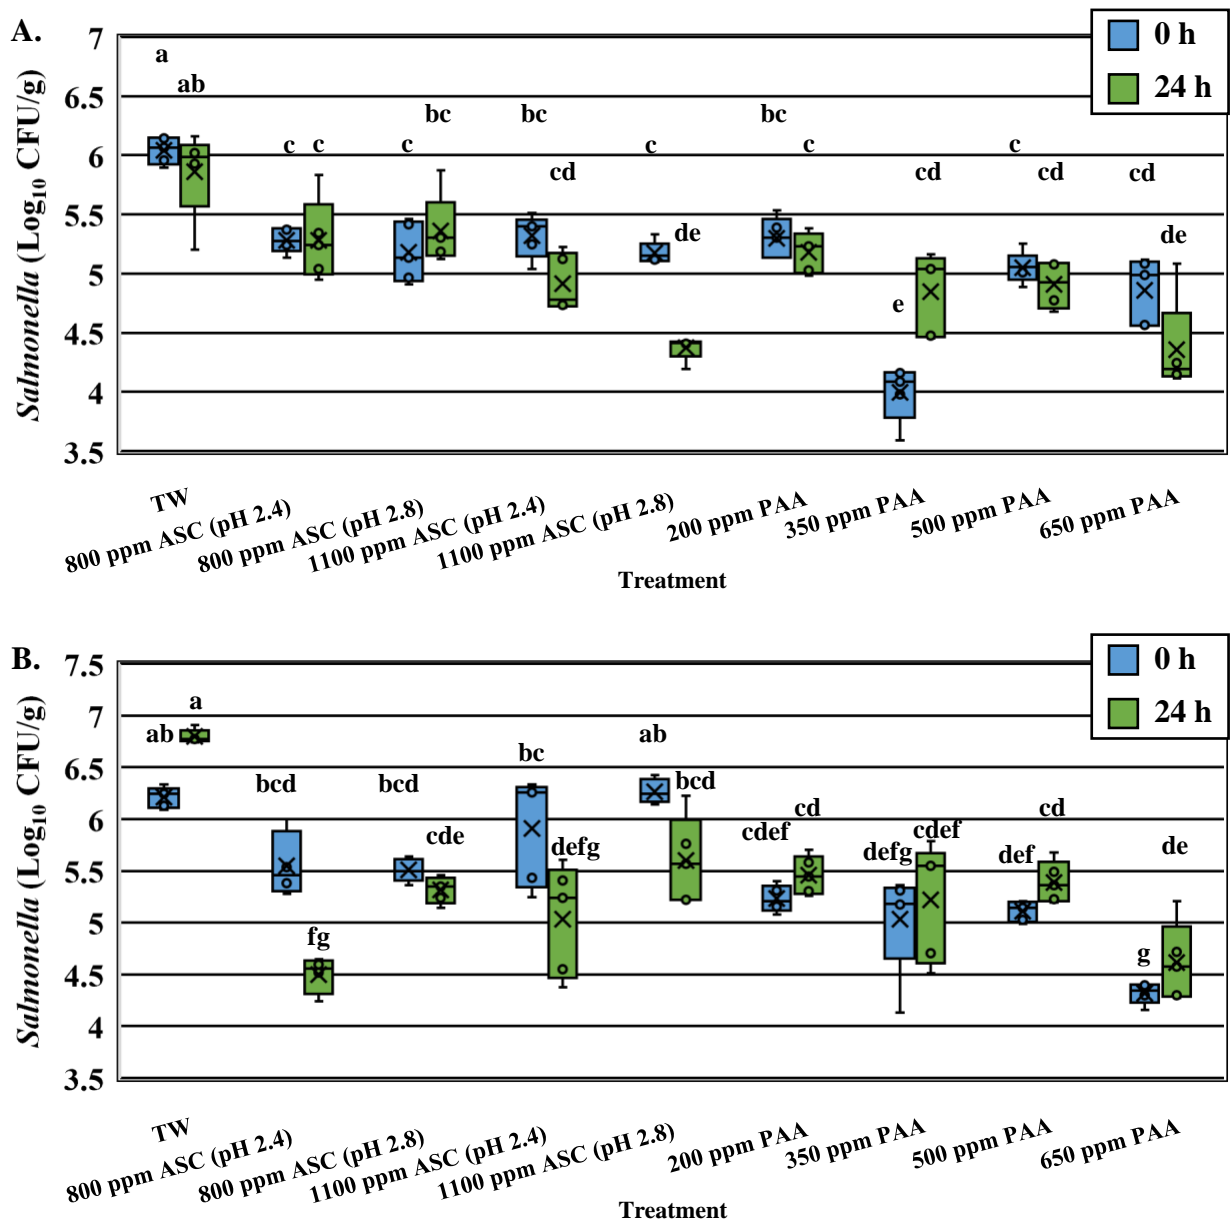 A.
0 h
24 h
Salmonella (Log10 CFU/g)
7
6.5
6
5.5
5
4.5
4
3.5
a
ab
c c
c
bc
bc
cd
c
de
bc
c
e
cd
c
cd
cd
de
TW
800 ppm ASC (pH 2.4)
800 ppm ASC (pH 2.8)
1100 ppm ASC (pH 2.4)
1100 ppm ASC (pH 2.8)
200 ppm PAA
350 ppm PAA
500 ppm PAA
650 ppm PAA
Treatment
B.
0 h
24 h
Salmonella (Log10 CFU/g)
7.5
7
6.5
6
5.5
5
4.5
4
3.5
ab
a
bcd
fg
bcd
cde
bc
defg
ab
bcd
cdef
cd
defg
cdef
def
cd
g
de
TW
800 ppm ASC (pH 2.4)
800 ppm ASC (pH 2.8)
1100 ppm ASC (pH 2.4)
1100 ppm ASC (pH 2.8)
200 ppm PAA
350 ppm PAA
500 ppm PAA
650 ppm PAA
Treatment